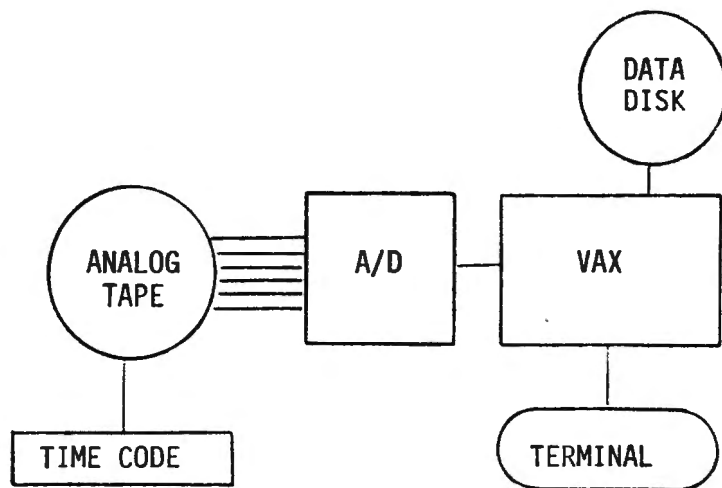 DATA
DISK
ANALOG
TAPE
A/D
VAX
TIME CODE
TERMINAL